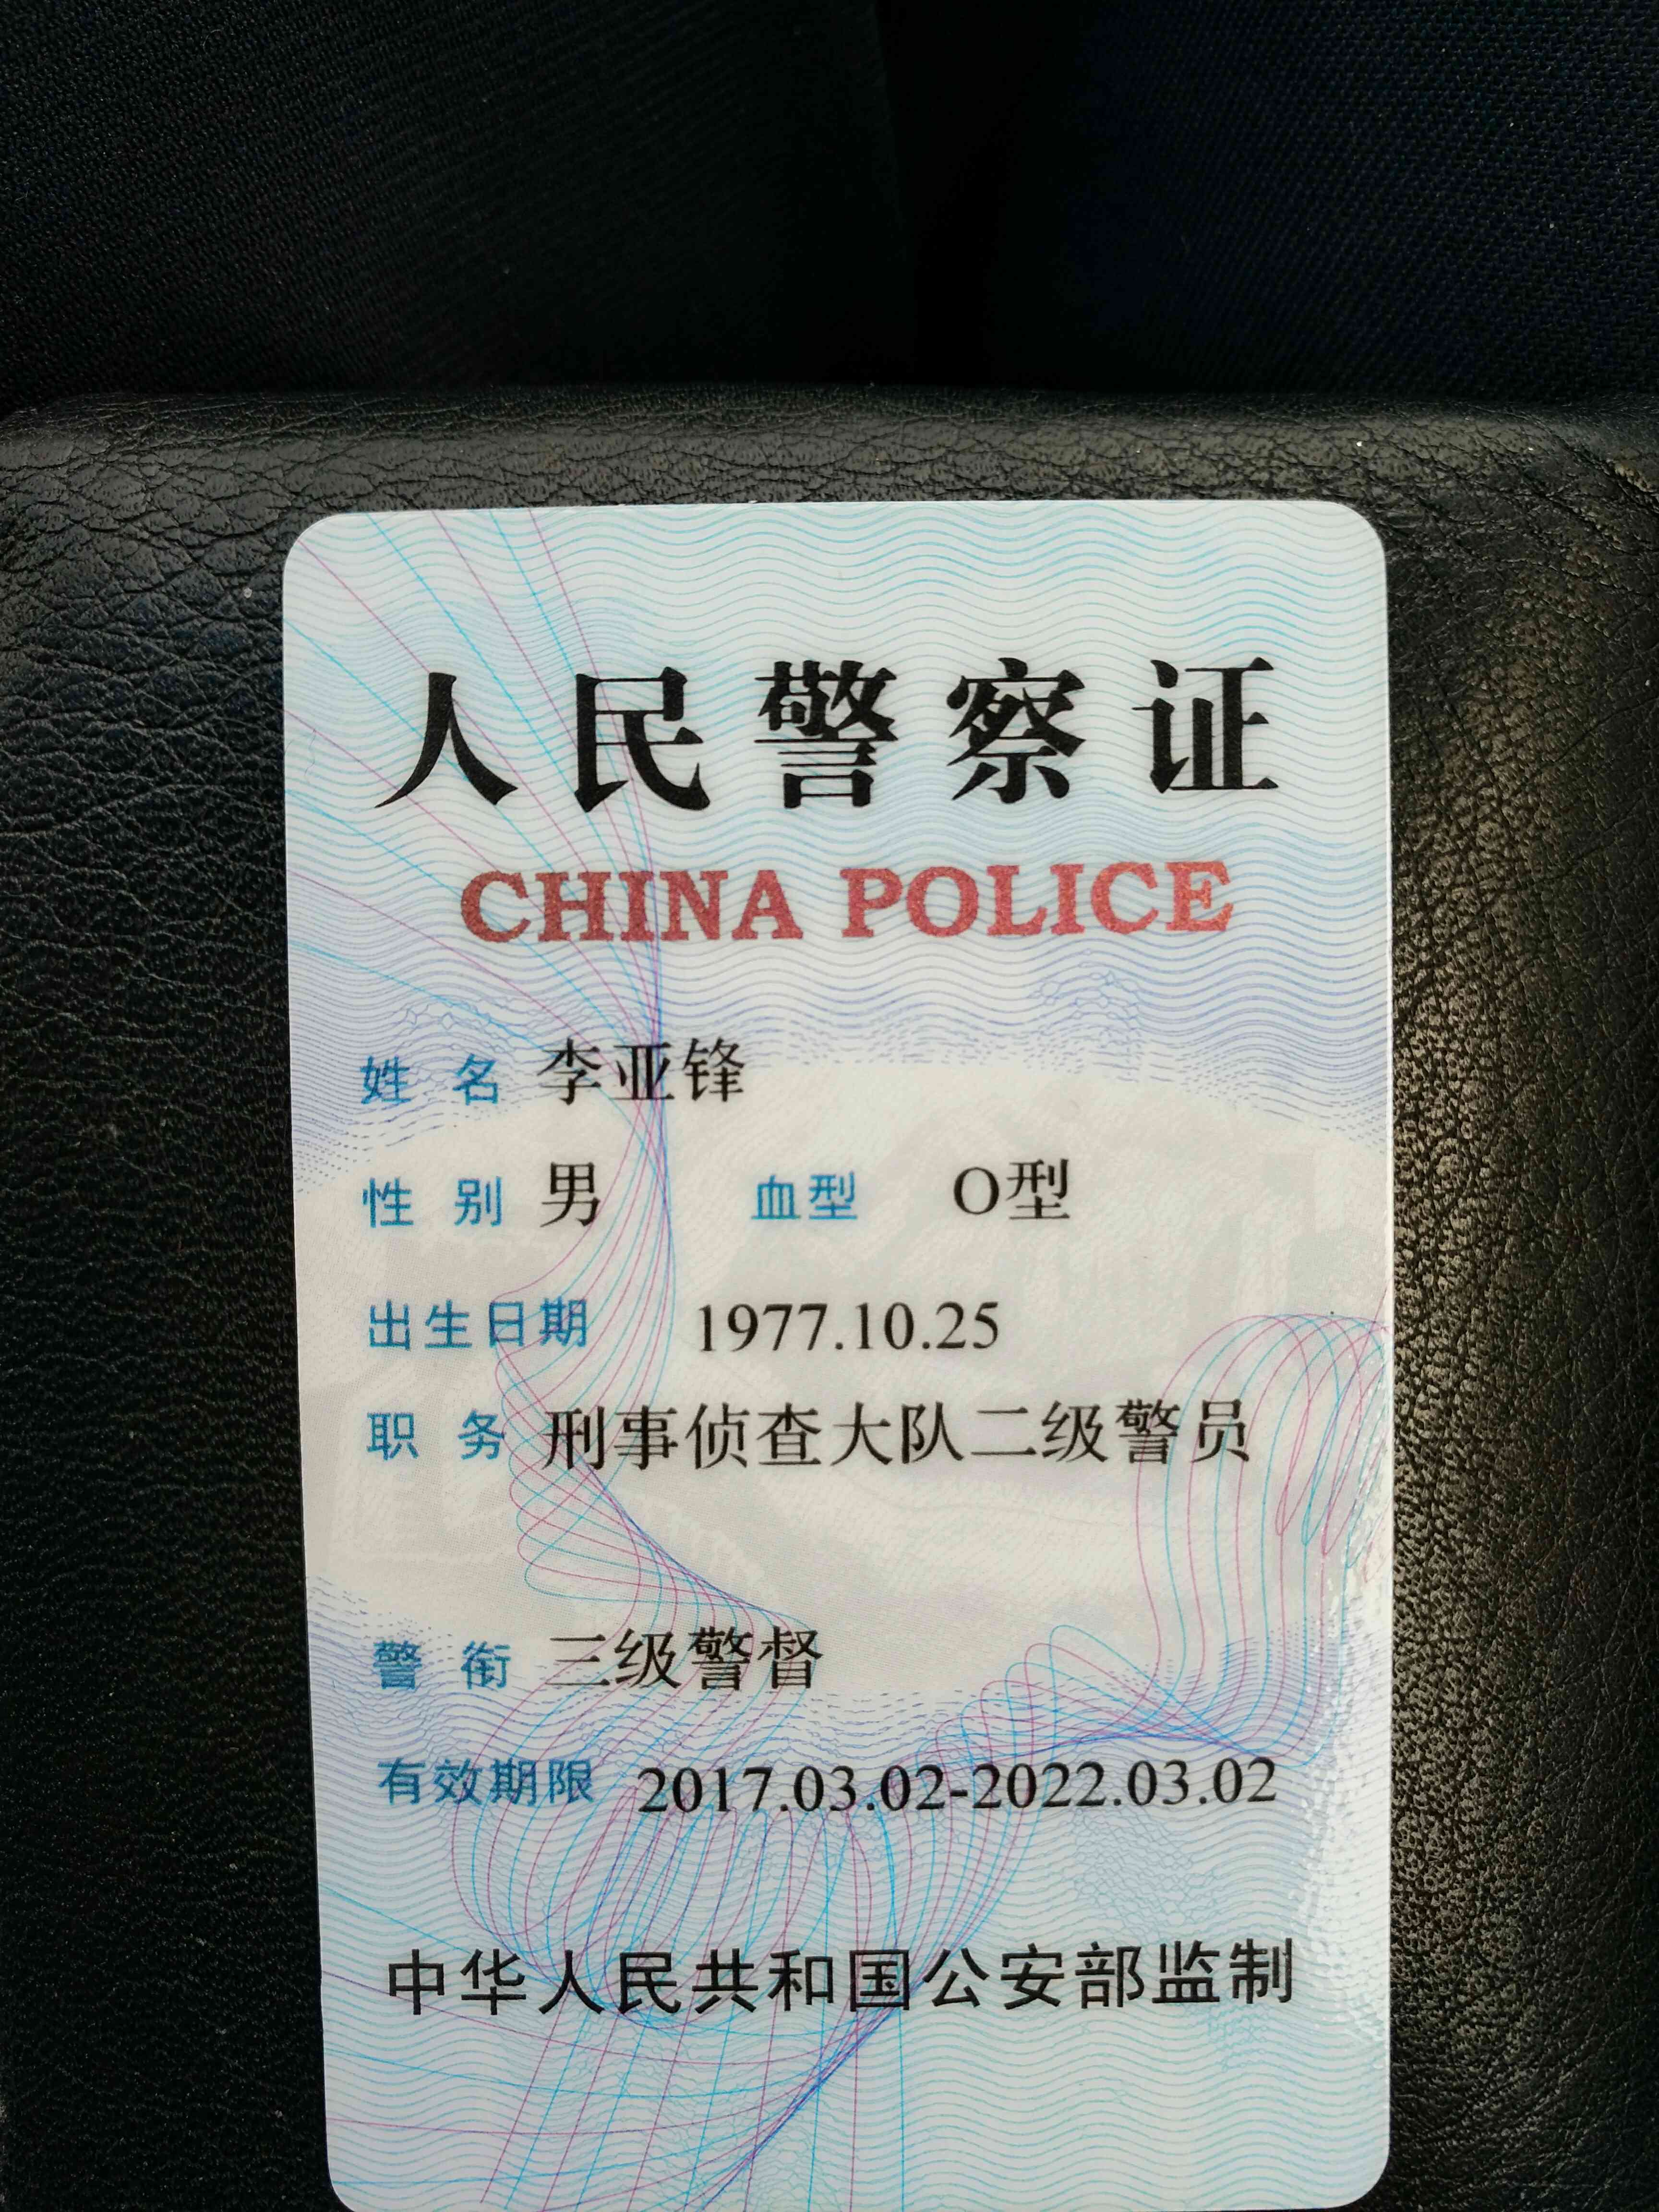 人民警察证
CHINA POLICE
姓名 李亚锋
性别 男 血型 O型
出生日期 1977.10.25
职务 刑事侦查大队二级警员
警衔 三级警督
有效期限 2017.03.02-2022.03.02
中华人民共和国公安部监制